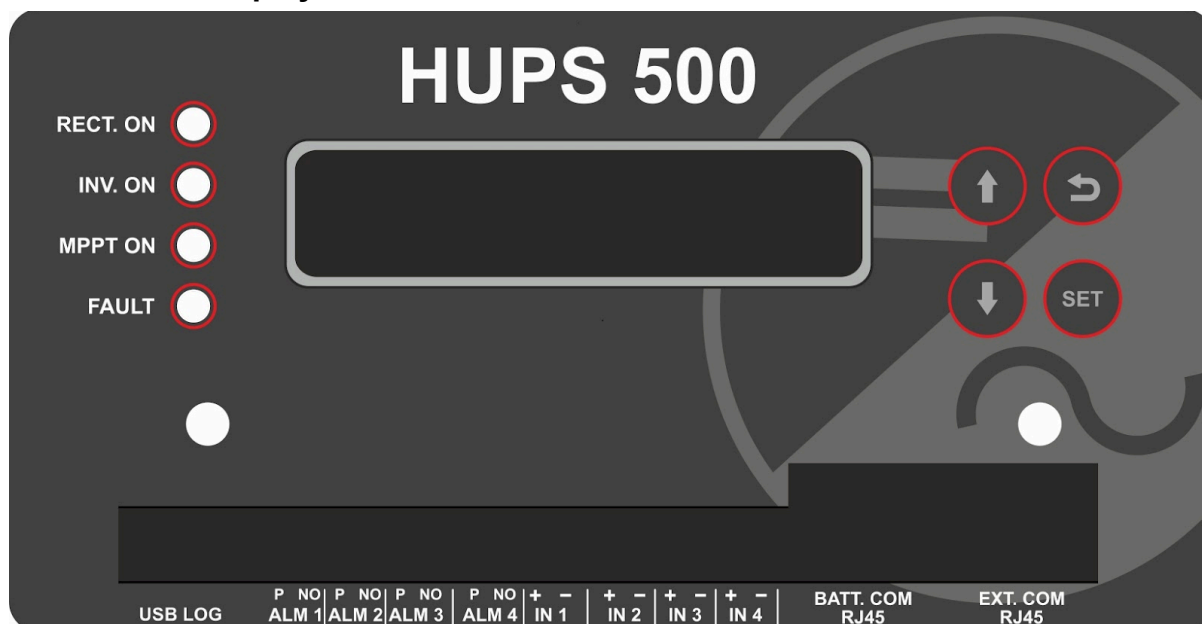 HUPS 500
RECT. ON
INV. ON
MPPT ON
FAULT
SET
P NO P NO P NO P NO + − + − + − + −
USB LOG ALM 1 ALM 2 ALM 3 ALM 4 IN 1 IN 2 IN 3 IN 4
BATT. COM
RJ45
EXT. COM
RJ45